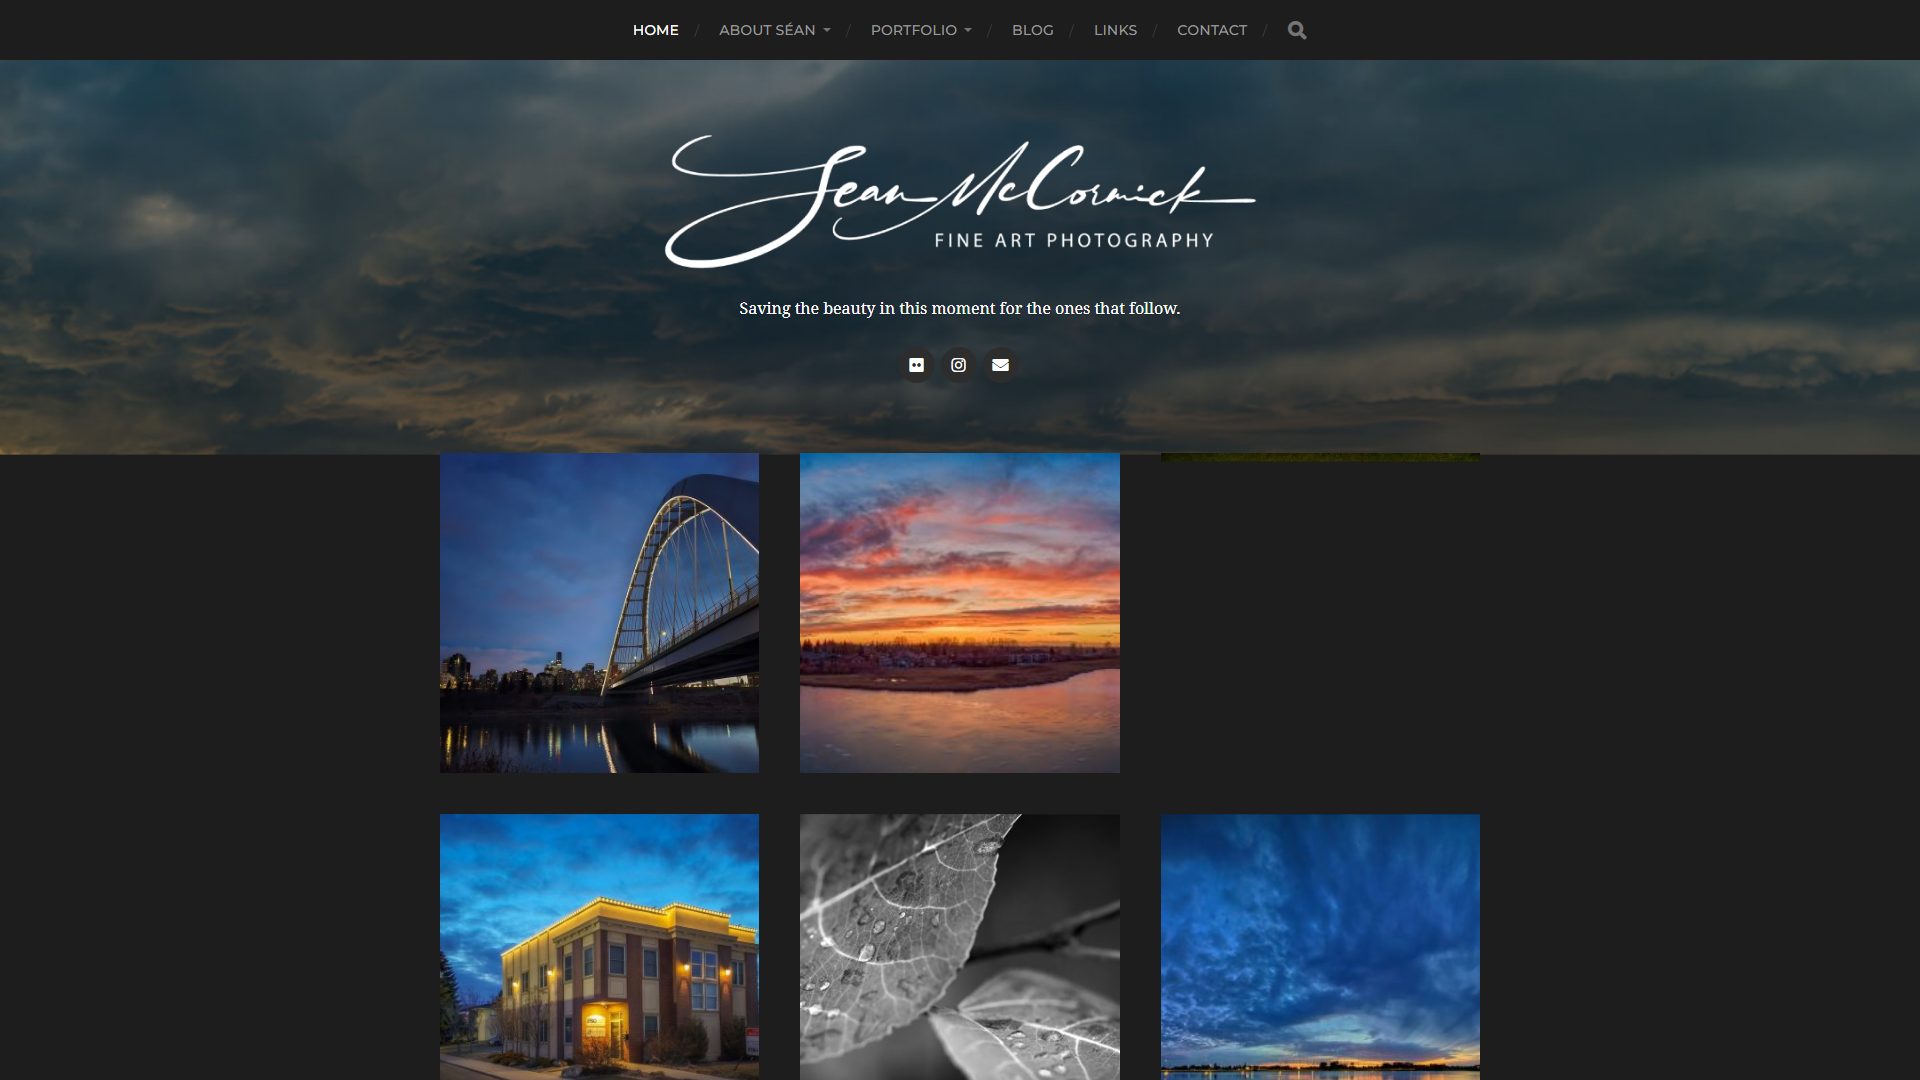 HOME / ABOUT SÉAN / PORTFOLIO / BLOG / LINKS / CONTACT /
Sean McCormick
FINE ART PHOTOGRAPHY
Saving the beauty in this moment for the ones that follow.